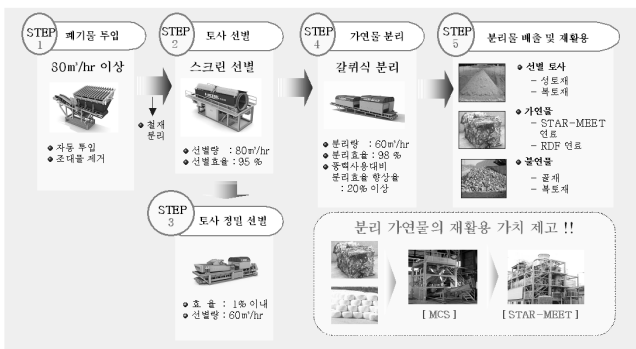 STEP 1 폐기물 투입
80㎥/hr 이상
자동 투입
조대물 제거
철재
분리
STEP 2 토사 선별
스크린 선별
선별량 : 80㎥/hr
선별효율 : 95 %
STEP 3 토사 정밀 선별
효 율 : 1% 이내
선별량 : 60㎥/hr
STEP 4 가연물 분리
갈퀴식 분리
분리량 : 60㎥/hr
분리효율 : 98 %
풍력사용대비
분리효율 향상율
: 20% 이상
STEP 5 분리물 배출 및 재활용
선별 토사
- 성토재
- 복토재
가연물
- STAR-MEET
연료
- RDF 연료
불연물
- 골재
- 복토재
분리 가연물의 재활용 가치 제고 !!
[ MCS ]
[ STAR-MEET ]